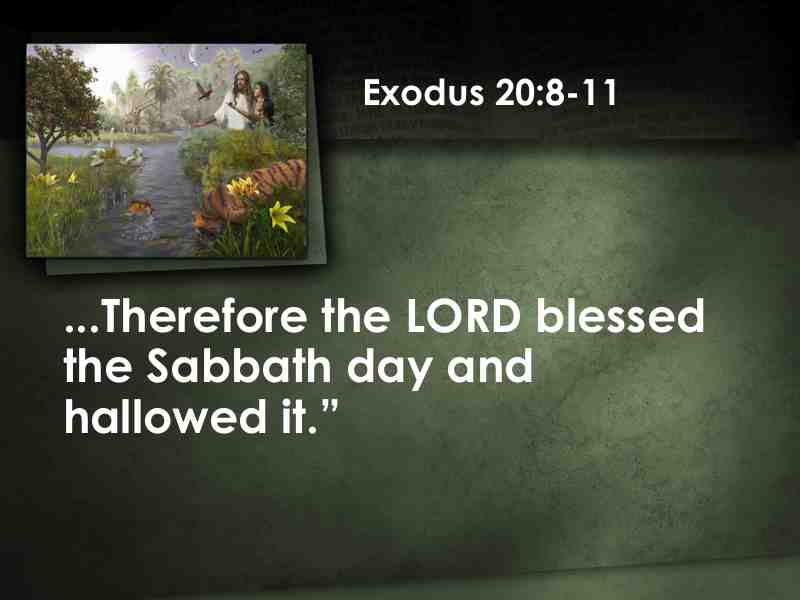 Exodus 20:8-11
...Therefore the LORD blessed
the Sabbath day and
hallowed it.”